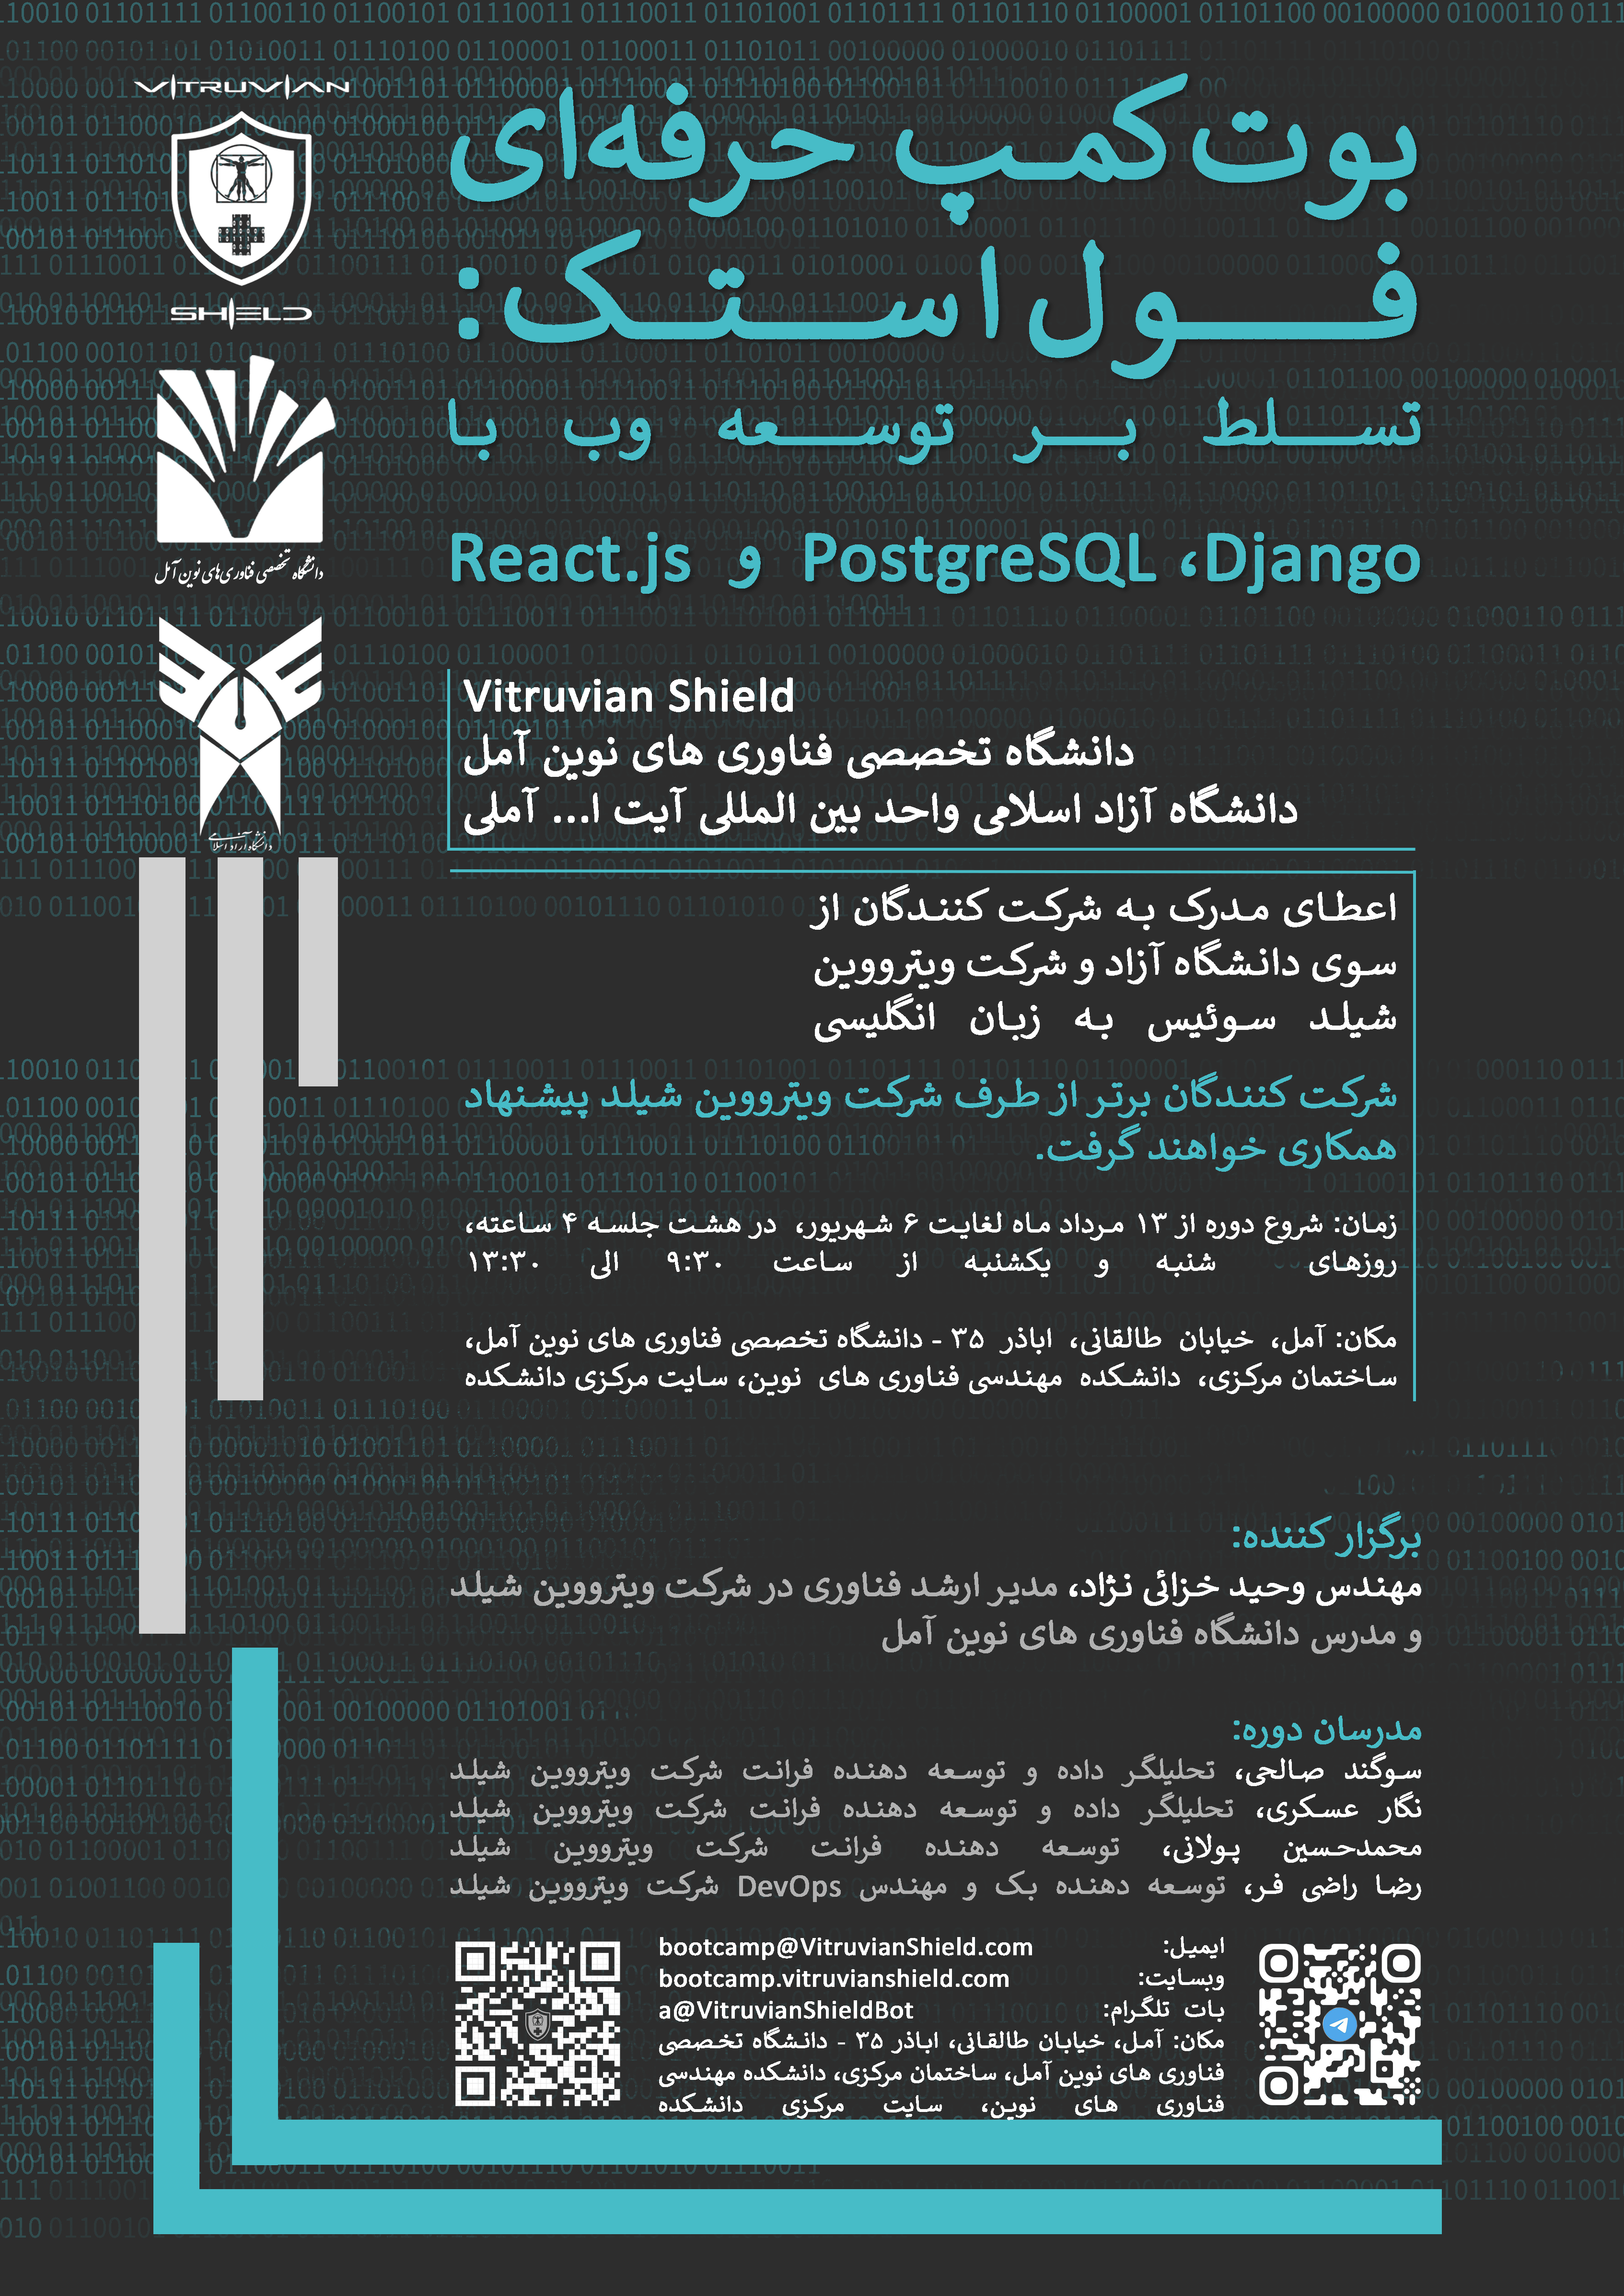 بوت‌کمپ حرفه‌ای
فول‌استک:
تسلط بر توسعه وب با
Django، PostgreSQL و React.js
VITRUVIAN
SHIELD
دانشگاه تخصصی فناوری‌های نوین آمل
دانشگاه آزاد اسلامی
Vitruvian Shield
دانشگاه تخصصی فناوری های نوین آمل
دانشگاه آزاد اسلامی واحد بین المللی آیت ا... آملی
اعطای مدرک به شرکت کنندگان از
سوی دانشگاه آزاد و شرکت ویتروویین
شیلد سوئیس به زبان انگلیسی
شرکت کنندگان برتر از طرف شرکت ویتروویین شیلد پیشنهاد
همکاری خواهند گرفت.
زمان: شروع دوره از ۱۳ مرداد ماه لغایت ۶ شهریور، در هشت جلسه ۴ ساعته،
روزهای شنبه و یکشنبه از ساعت ۹:۳۰ الی ۱۳:۳۰
مکان: آمل، خیابان طالقانی، اباذر ۳۵ - دانشگاه تخصصی فناوری های نوین آمل،
ساختمان مرکزی، دانشکده مهندسی فناوری های نوین، سایت مرکزی دانشکده
برگزار کننده:
مهندس وحید خزائی نژاد، مدیر ارشد فناوری در شرکت ویتروویین شیلد
و مدرس دانشگاه فناوری های نوین آمل
مدرسان دوره:
سوگند صالحی، تحلیلگر داده و توسعه دهنده فرانت شرکت ویتروویین شیلد
نگار عسکری، تحلیلگر داده و توسعه دهنده فرانت شرکت ویتروویین شیلد
محمدحسین پولانی، توسعه دهنده فرانت شرکت ویتروویین شیلد
رضا راضی فر، توسعه دهنده بک و مهندس DevOps شرکت ویتروویین شیلد
ایمیل: bootcamp@VitruvianShield.com
وبسایت: bootcamp.vitruvianshield.com
بات تلگرام: a@VitruvianShieldBot
مکان: آمل، خیابان طالقانی، اباذر ۳۵ - دانشگاه تخصصی
فناوری های نوین آمل، ساختمان مرکزی، دانشکده مهندسی
فناوری های نوین، سایت مرکزی دانشکده